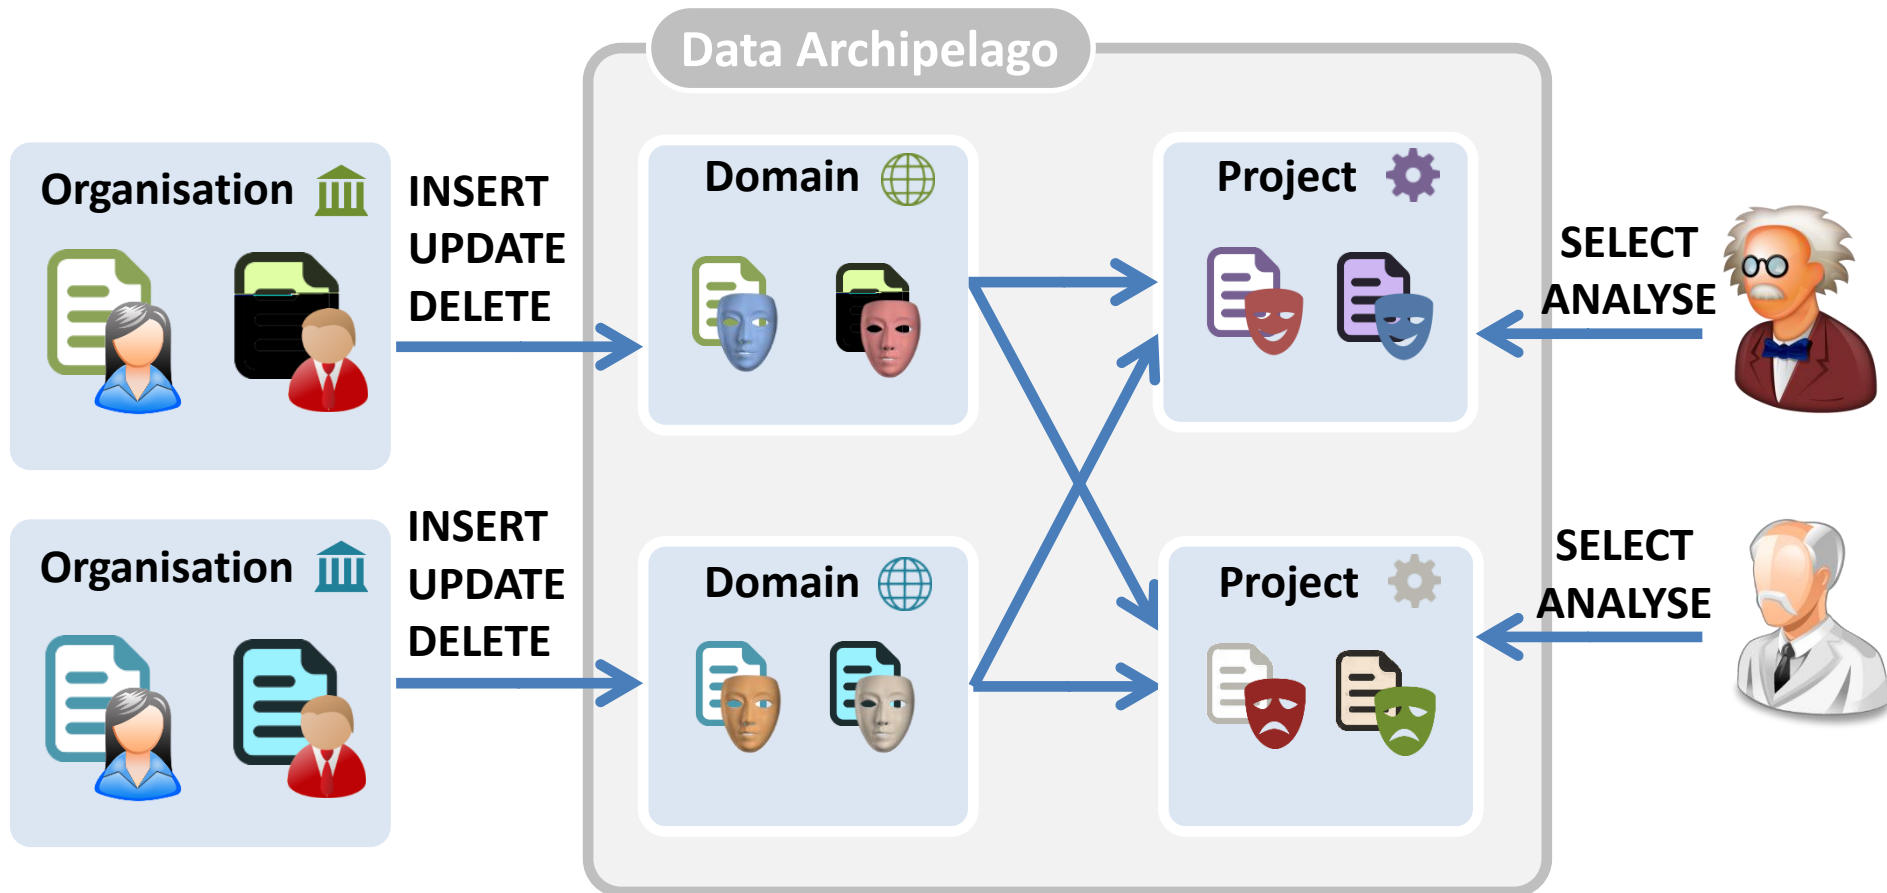 Data Archipelago
Organisation
INSERT
UPDATE
DELETE
Domain
Project
SELECT
ANALYSE
Organisation
INSERT
UPDATE
DELETE
Domain
Project
SELECT
ANALYSE